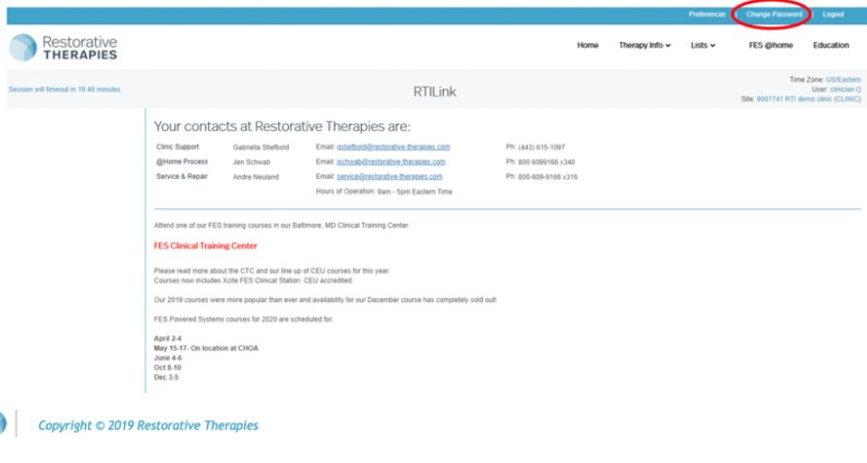 Preferences | Change Password | Logout
Restorative
THERAPIES
Home Therapy Info Lists FES @home Education
Session will timeout in 19:46 minutes.
RTILink
Time Zone: US/Eastern
User: clinician ()
Site: 9001741 RTI demo clinic (CLINIC)
Your contacts at Restorative Therapies are:
Clinic Support Gabriella Stiefbold Email: gstiefbold@restorative-therapies.com Ph: (443) 615-1097
@Home Process Jen Schwab Email: jschwab@restorative-therapies.com Ph: 800 6099166 x340
Service & Repair Andre Neuland Email: service@restorative-therapies.com Ph: 800-609-9166 x316
Hours of Operation: 9am - 5pm Eastern Time
Attend one of our FES training courses in our Baltimore, MD Clinical Training Center.
FES Clinical Training Center
Please read more about the CTC and our line up of CEU courses for this year.
Courses now includes Xcite FES Clinical Station. CEU accredited.
Our 2019 courses were more popular than ever and availability for our December course has completely sold out!
FES Powered Systems courses for 2020 are scheduled for:
April 2-4
May 15-17- On location at CHOA
June 4-6
Oct 8-10
Dec 3-5
Copyright © 2019 Restorative Therapies